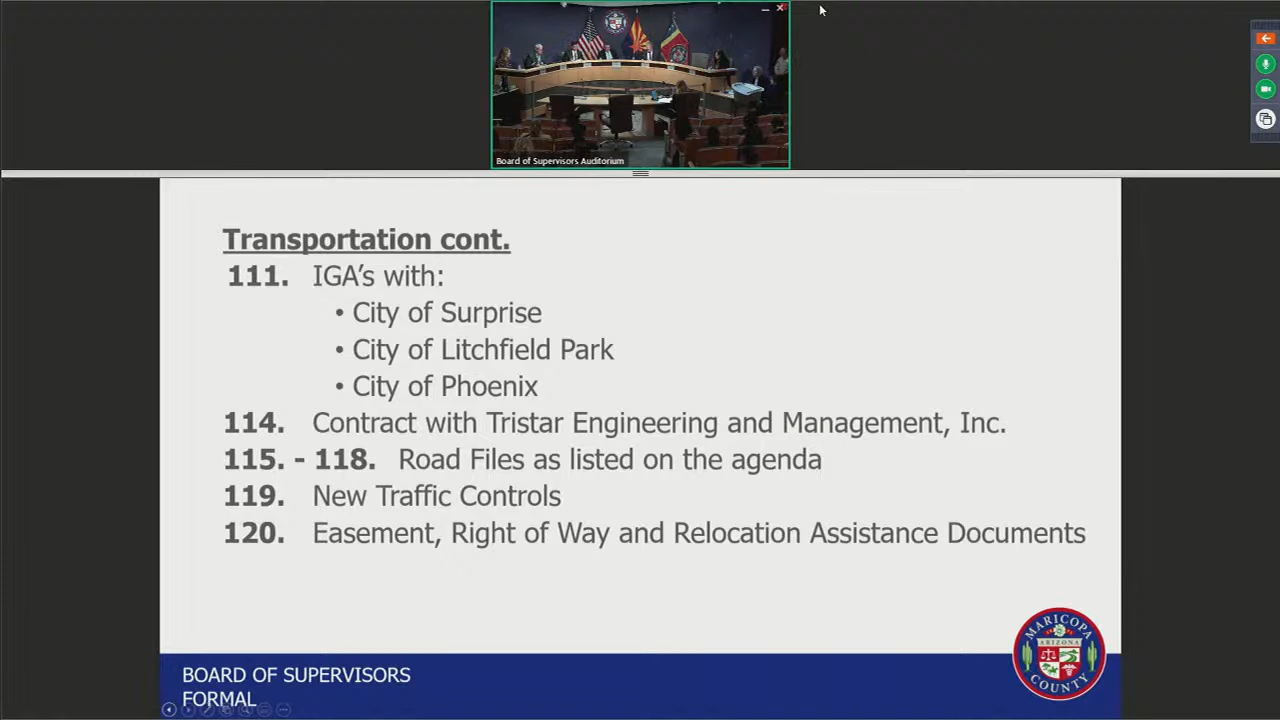 Board of Supervisors Auditorium
Transportation cont.
111. IGA's with:
• City of Surprise
• City of Litchfield Park
• City of Phoenix
114. Contract with Tristar Engineering and Management, Inc.
115. - 118. Road Files as listed on the agenda
119. New Traffic Controls
120. Easement, Right of Way and Relocation Assistance Documents
BOARD OF SUPERVISORS
FORMAL
MARICOPA
ARIZONA
COUNTY